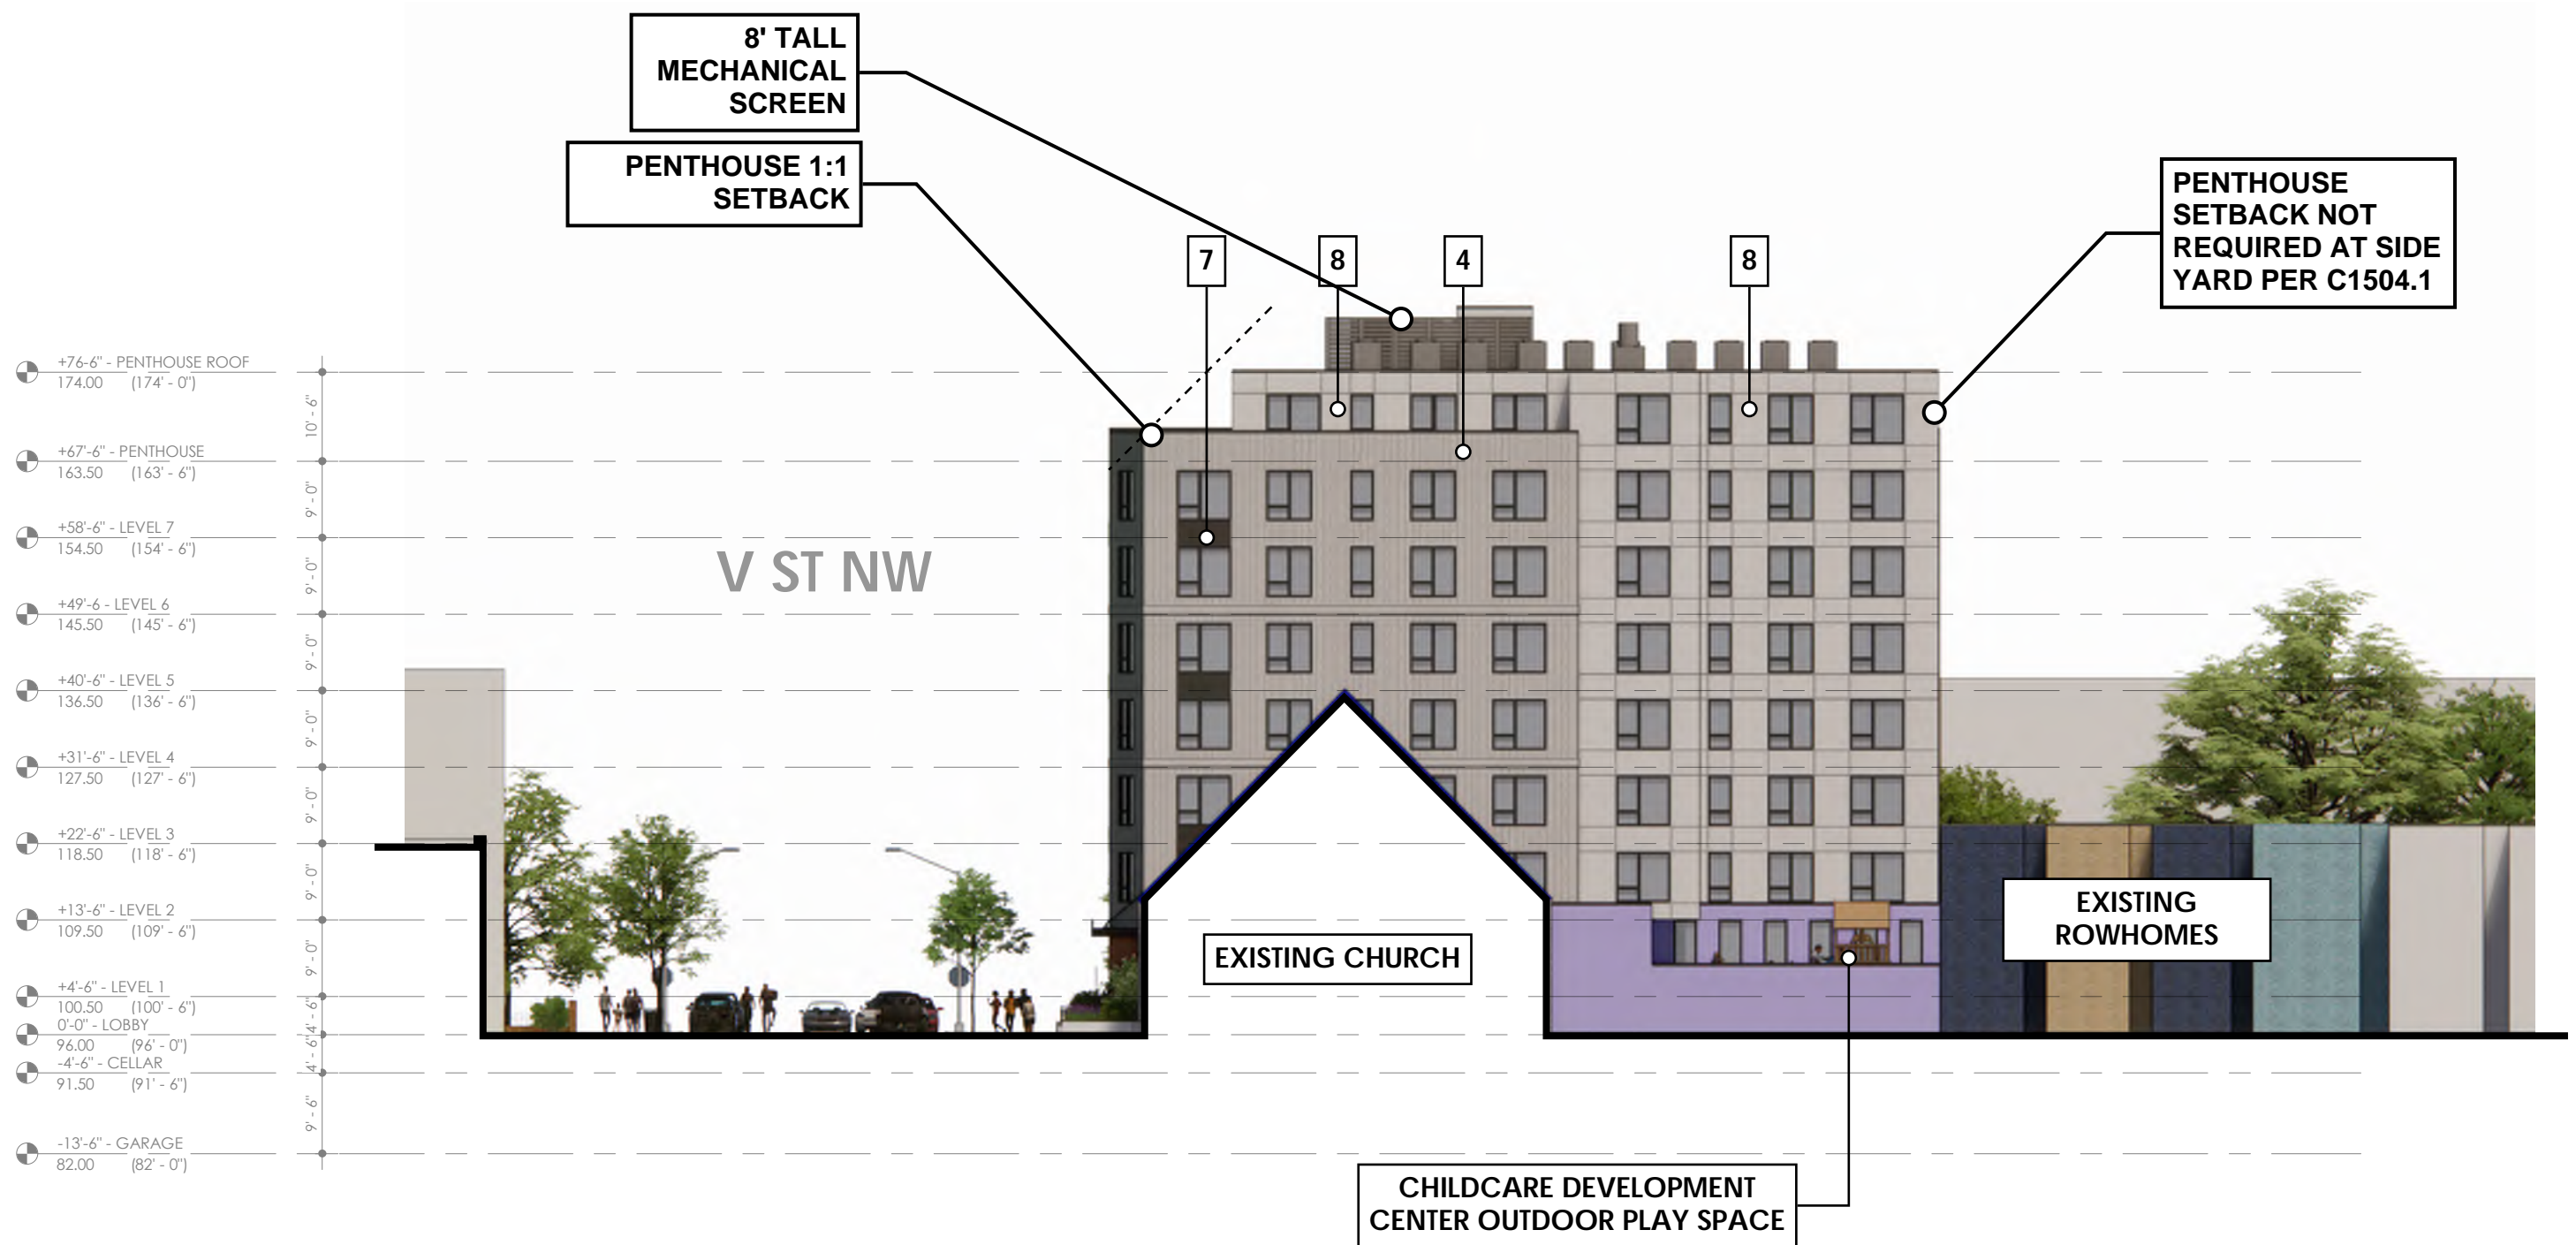 8' TALL
MECHANICAL
SCREEN
PENTHOUSE 1:1
SETBACK
PENTHOUSE
SETBACK NOT
REQUIRED AT SIDE
YARD PER C1504.1
7
8
4
8
+76-6" - PENTHOUSE ROOF
174.00 (174' - 0")
10' - 6"
+67'-6" - PENTHOUSE
163.50 (163' - 6")
9' - 0"
+58'-6" - LEVEL 7
154.50 (154' - 6")
9' - 0"
+49'-6 - LEVEL 6
145.50 (145' - 6")
9' - 0"
+40'-6" - LEVEL 5
136.50 (136' - 6")
9' - 0"
+31'-6" - LEVEL 4
127.50 (127' - 6")
9' - 0"
+22'-6" - LEVEL 3
118.50 (118' - 6")
9' - 0"
+13'-6" - LEVEL 2
109.50 (109' - 6")
9' - 0"
+4'-6" - LEVEL 1
100.50 (100' - 6")
4' - 6"
0'-0" - LOBBY
96.00 (96' - 0")
4' - 6"
-4'-6" - CELLAR
91.50 (91' - 6")
9' - 6"
-13'-6" - GARAGE
82.00 (82' - 0")
V ST NW
EXISTING CHURCH
EXISTING
ROWHOMES
CHILDCARE DEVELOPMENT
CENTER OUTDOOR PLAY SPACE